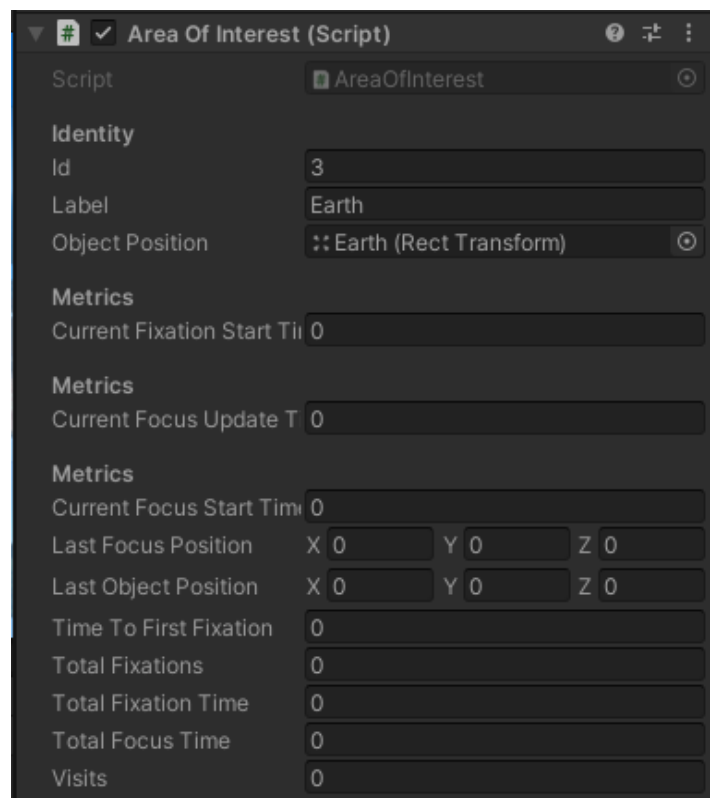 Area Of Interest (Script)
Script AreaOfInterest
Identity
Id 3
Label Earth
Object Position Earth (Rect Transform)
Metrics
Current Fixation Start Ti 0
Metrics
Current Focus Update T 0
Metrics
Current Focus Start Time 0
Last Focus Position X 0 Y 0 Z 0
Last Object Position X 0 Y 0 Z 0
Time To First Fixation 0
Total Fixations 0
Total Fixation Time 0
Total Focus Time 0
Visits 0